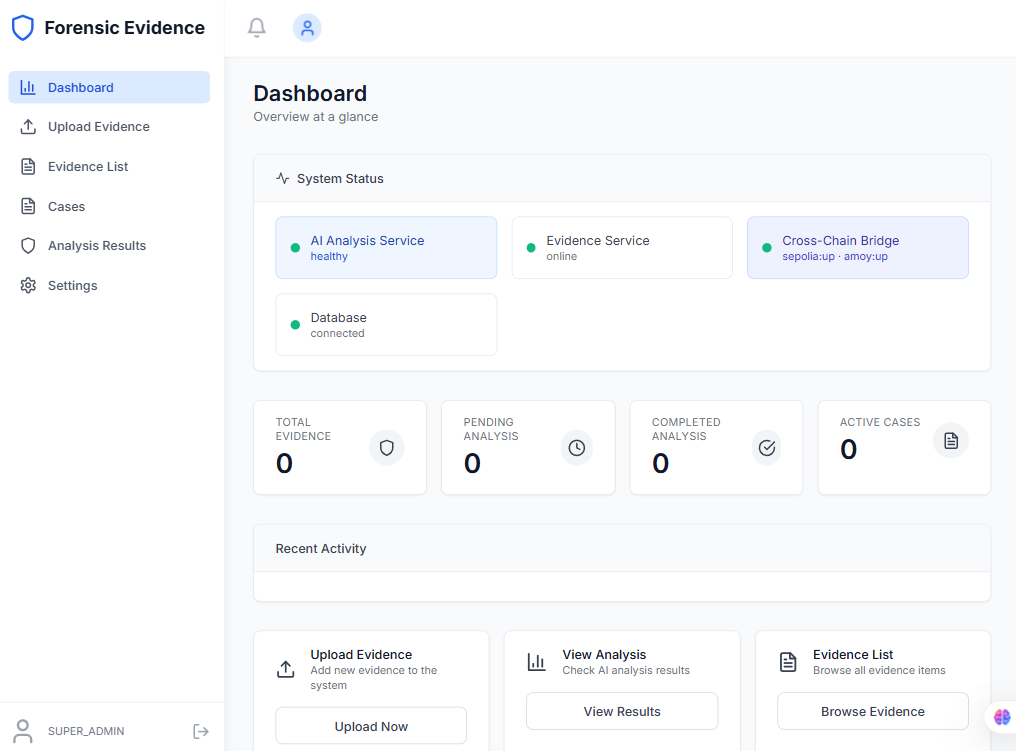 Forensic Evidence
Dashboard
Upload Evidence
Evidence List
Cases
Analysis Results
Settings
SUPER_ADMIN
Dashboard
Overview at a glance
System Status
AI Analysis Service
healthy
Evidence Service
online
Cross-Chain Bridge
sepolia:up · amoy:up
Database
connected
TOTAL
EVIDENCE
0
PENDING
ANALYSIS
0
COMPLETED
ANALYSIS
0
ACTIVE CASES
0
Recent Activity
Upload Evidence
Add new evidence to the
system
Upload Now
View Analysis
Check AI analysis results
View Results
Evidence List
Browse all evidence items
Browse Evidence